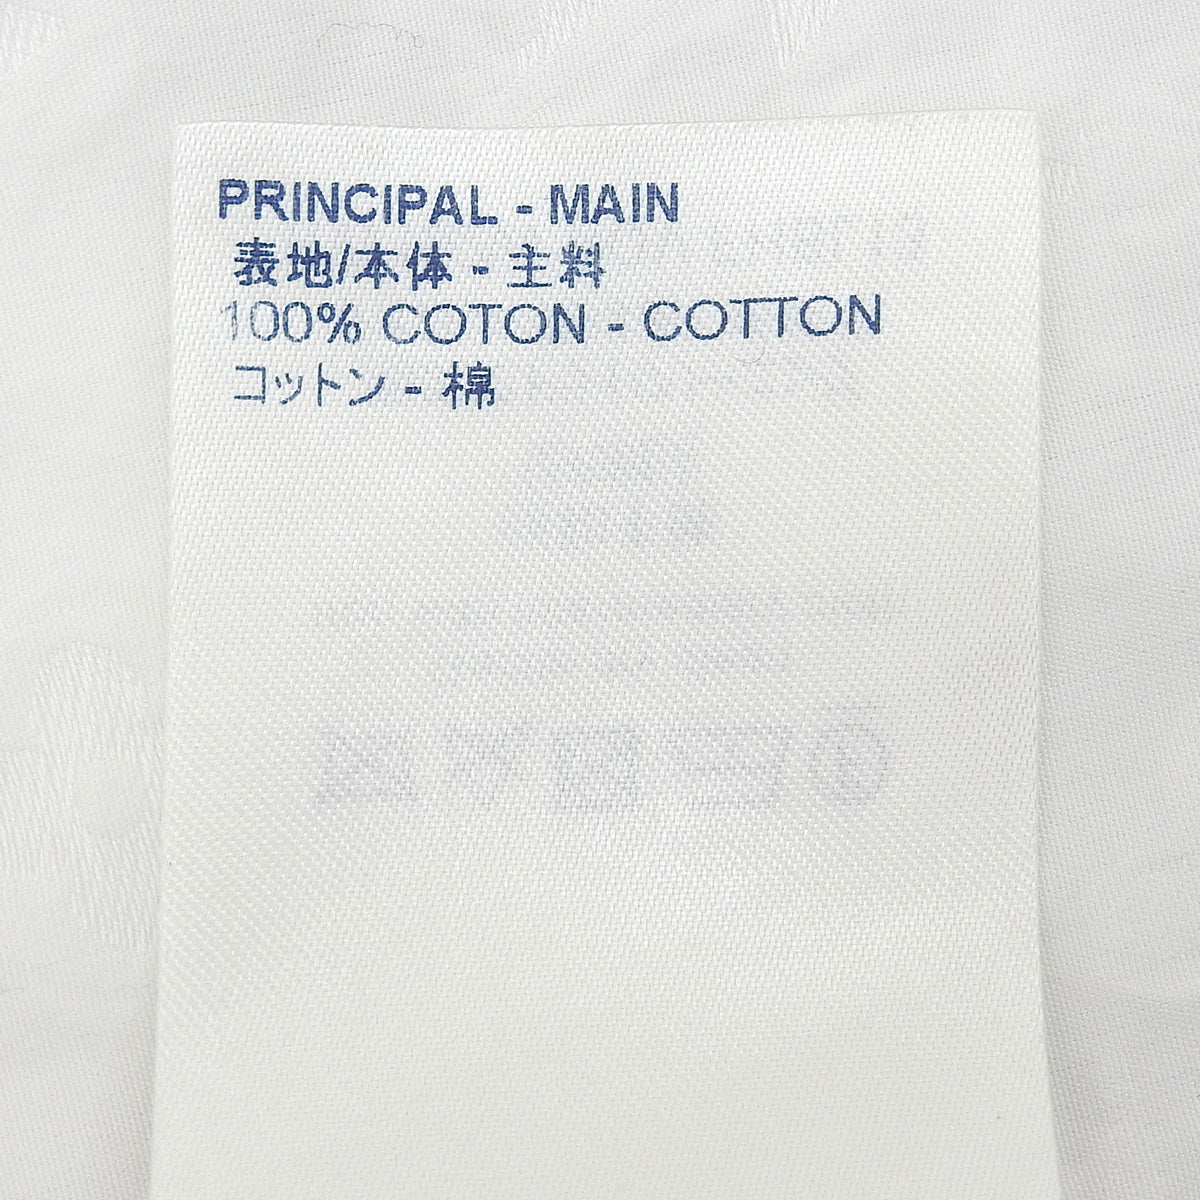 PRINCIPAL - MAIN
表地/本体 - 主料
100% COTON - COTTON
コットン - 棉